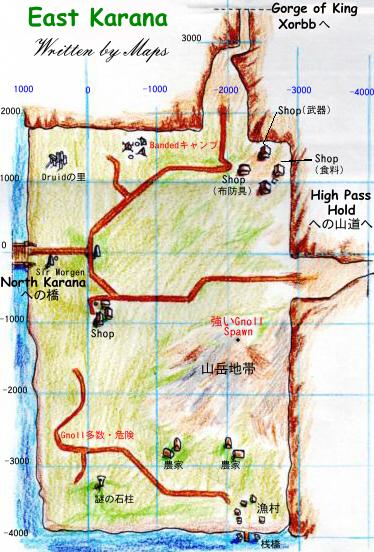 East Karana
Written by Maps
Gorge of King
Xorbbへ
3000
1000
0
-1000
-2000
-3000
-4000
2000
Shop(武器)
Bandedキャンプ
Druidの里
Shop
(食料)
Shop
(布防具)
1000
High Pass
Hold
への山道へ
0
Sir Morgen
North Karana
への橋
-1000
Shop
強いGnoll
Spawn
山岳地帯
-2000
Gnoll多数・危険
農家
農家
-3000
謎の石柱
漁村
-4000
桟橋